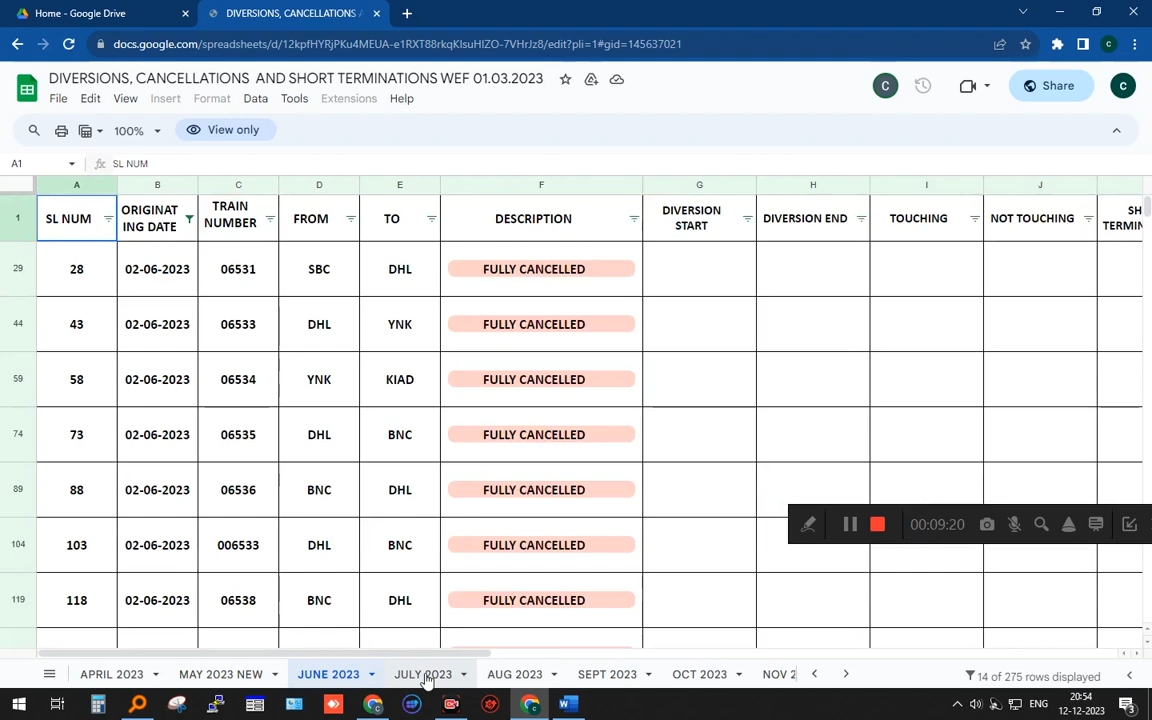 Home - Google Drive
DIVERSIONS, CANCELLATIONS A
docs.google.com/spreadsheets/d/12kpfHYRjPKu4MEUA-e1RXT88rkqKlsuHIZO-7VHrJz8/edit?pli=1#gid=145637021
C
DIVERSIONS, CANCELLATIONS AND SHORT TERMINATIONS WEF 01.03.2023
C
Share
C
File Edit View Insert Format Data Tools Extensions Help
100%
View only
A1
fx SL NUM
A B C D E F G H I J
1 SL NUM ORIGINAT ING DATE TRAIN NUMBER FROM TO DESCRIPTION DIVERSION START DIVERSION END TOUCHING NOT TOUCHING SH TERMIN
29 28 02-06-2023 06531 SBC DHL FULLY CANCELLED
44 43 02-06-2023 06533 DHL YNK FULLY CANCELLED
59 58 02-06-2023 06534 YNK KIAD FULLY CANCELLED
74 73 02-06-2023 06535 DHL BNC FULLY CANCELLED
89 88 02-06-2023 06536 BNC DHL FULLY CANCELLED
00:09:20
104 103 02-06-2023 006533 DHL BNC FULLY CANCELLED
119 118 02-06-2023 06538 BNC DHL FULLY CANCELLED
APRIL 2023 MAY 2023 NEW JUNE 2023 JULY 2023 AUG 2023 SEPT 2023 OCT 2023 NOV 2
14 of 275 rows displayed
ENG
20:54
12-12-2023
3